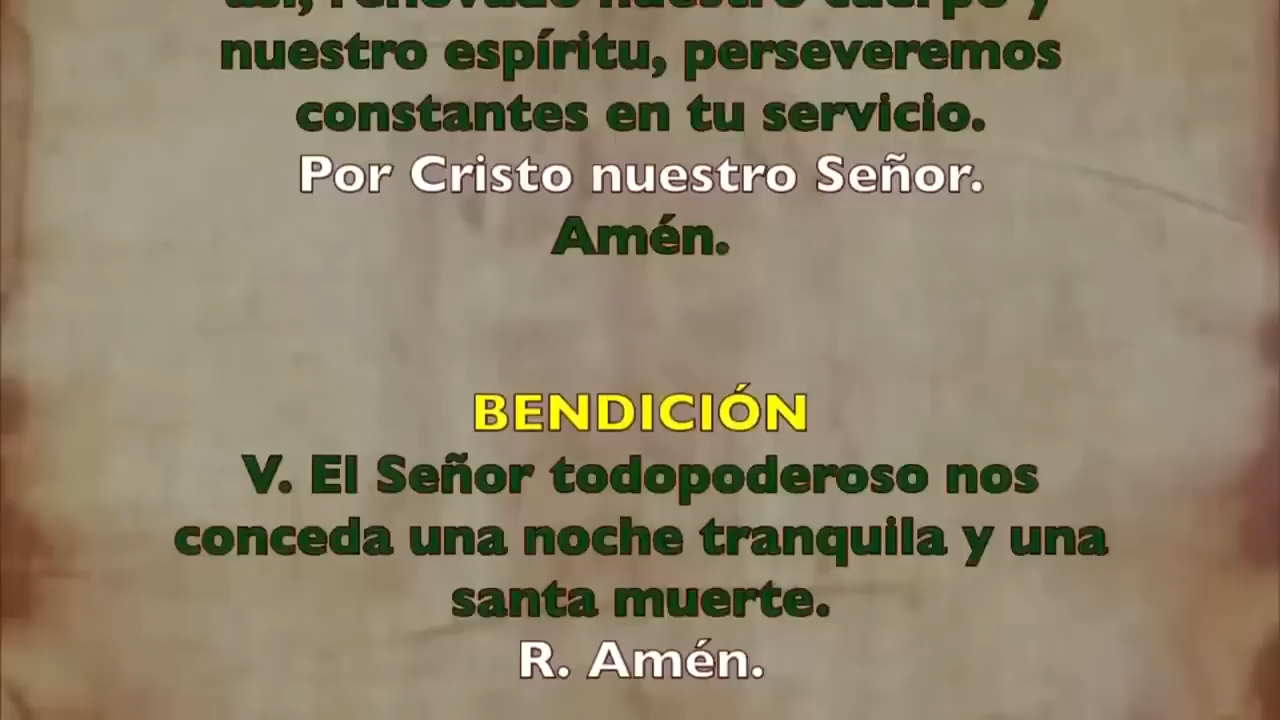 así, renovado nuestro cuerpo y
nuestro espíritu, perseveremos
constantes en tu servicio.
Por Cristo nuestro Señor.
Amén.
BENDICIÓN
V. El Señor todopoderoso nos
conceda una noche tranquila y una
santa muerte.
R. Amén.